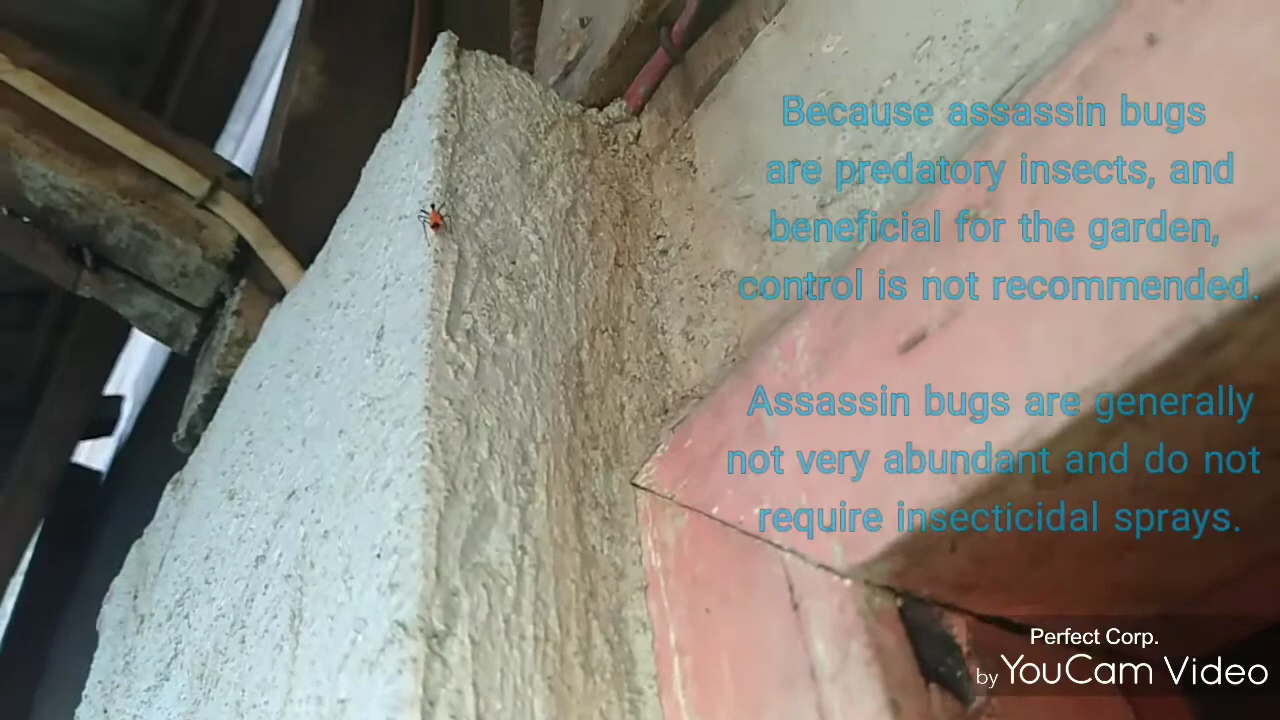 Because assassin bugs
are predatory insects, and
beneficial for the garden,
control is not recommended.
Assassin bugs are generally
not very abundant and do not
require insecticidal sprays.
Perfect Corp.
by YouCam Video